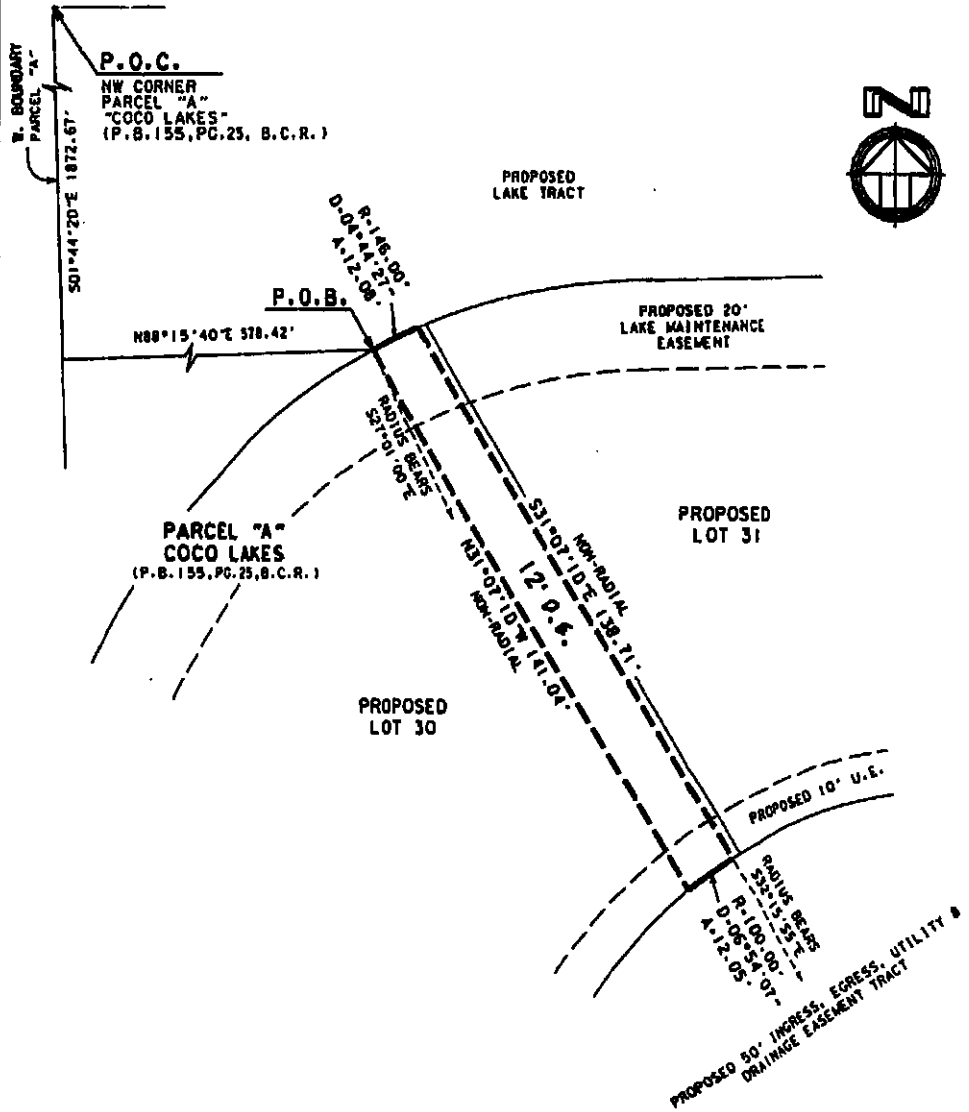 W. BOUNDARY
PARCEL "A"
S01°44'20"E 1872.67'
P.O.C.
NW CORNER
PARCEL "A"
"COCO LAKES"
(P.B.155,PG.25, B.C.R.)
N
PROPOSED
LAKE TRACT
R=146.00'
D=04°44'27"
A=12.08'
P.O.B.
N88°15'40"E 578.42'
PROPOSED 20'
LAKE MAINTENANCE
EASEMENT
RADIUS BEARS
S27°01'00"E
PARCEL "A"
COCO LAKES
(P.B.155,PG.25,B.C.R.)
PROPOSED
LOT 31
NON-RADIAL
S31°07'10"E 138.71'
12' D.E.
N31°07'10"W 141.04'
NON-RADIAL
PROPOSED
LOT 30
PROPOSED 10' U.E.
RADIUS BEARS
S32°15'55"E
R=100.00'
D=06°54'07"
A=12.05'
PROPOSED 50' INGRESS, EGRESS, UTILITY &
DRAINAGE EASEMENT TRACT